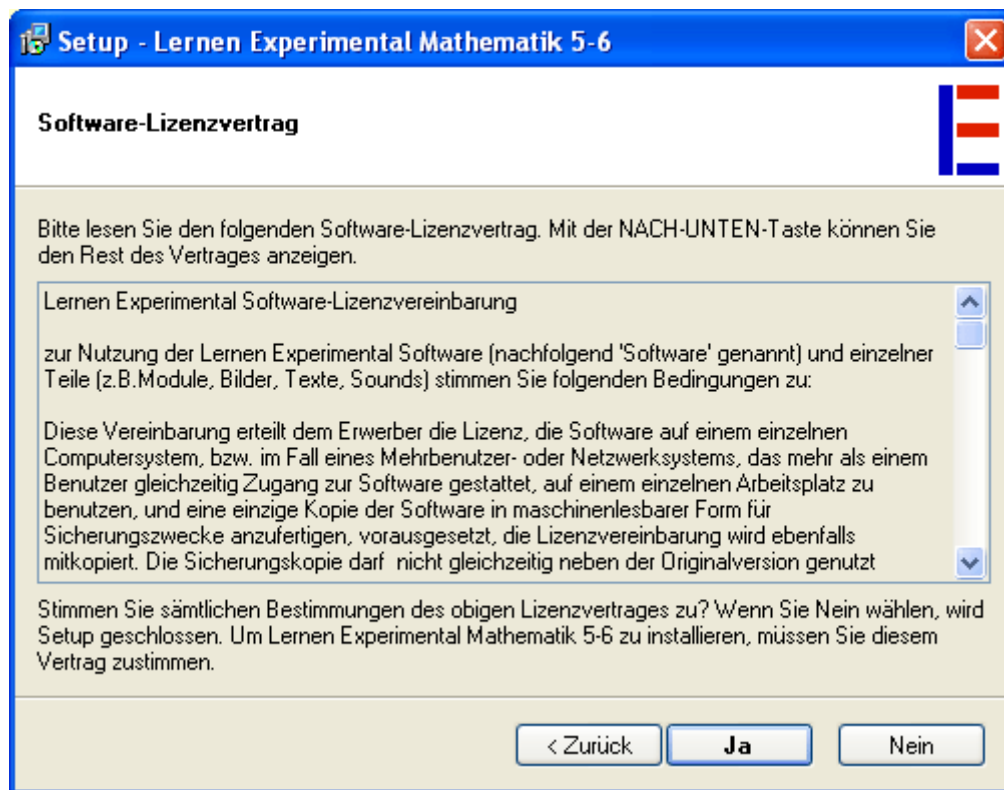 Setup - Lernen Experimental Mathematik 5-6
Software-Lizenzvertrag
Bitte lesen Sie den folgenden Software-Lizenzvertrag. Mit der NACH-UNTEN-Taste können Sie
den Rest des Vertrages anzeigen.
Lernen Experimental Software-Lizenzvereinbarung
zur Nutzung der Lernen Experimental Software (nachfolgend 'Software' genannt) und einzelner
Teile (z.B.Module, Bilder, Texte, Sounds) stimmen Sie folgenden Bedingungen zu:
Diese Vereinbarung erteilt dem Erwerber die Lizenz, die Software auf einem einzelnen
Computersystem, bzw. im Fall eines Mehrbenutzer- oder Netzwerksystems, das mehr als einem
Benutzer gleichzeitig Zugang zur Software gestattet, auf einem einzelnen Arbeitsplatz zu
benutzen, und eine einzige Kopie der Software in maschinenlesbarer Form für
Sicherungszwecke anzufertigen, vorausgesetzt, die Lizenzvereinbarung wird ebenfalls
mitkopiert. Die Sicherungskopie darf  nicht gleichzeitig neben der Originalversion genutzt
Stimmen Sie sämtlichen Bestimmungen des obigen Lizenzvertrages zu? Wenn Sie Nein wählen, wird
Setup geschlossen. Um Lernen Experimental Mathematik 5-6 zu installieren, müssen Sie diesem
Vertrag zustimmen.
< Zurück Ja Nein